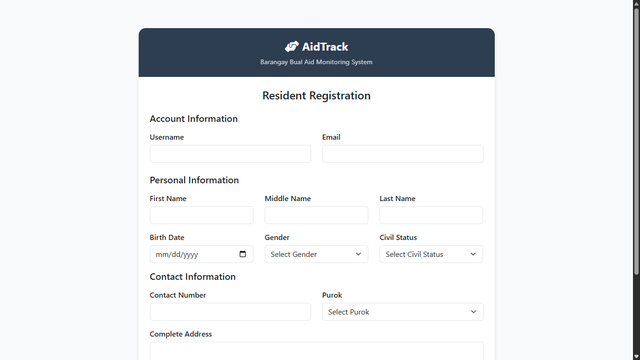 AidTrack
Barangay Bual Aid Monitoring System
Resident Registration
Account Information
Username Email
Personal Information
First Name Middle Name Last Name
Birth Date Gender Civil Status
mm/dd/yyyy Select Gender Select Civil Status
Contact Information
Contact Number Purok
Select Purok
Complete Address